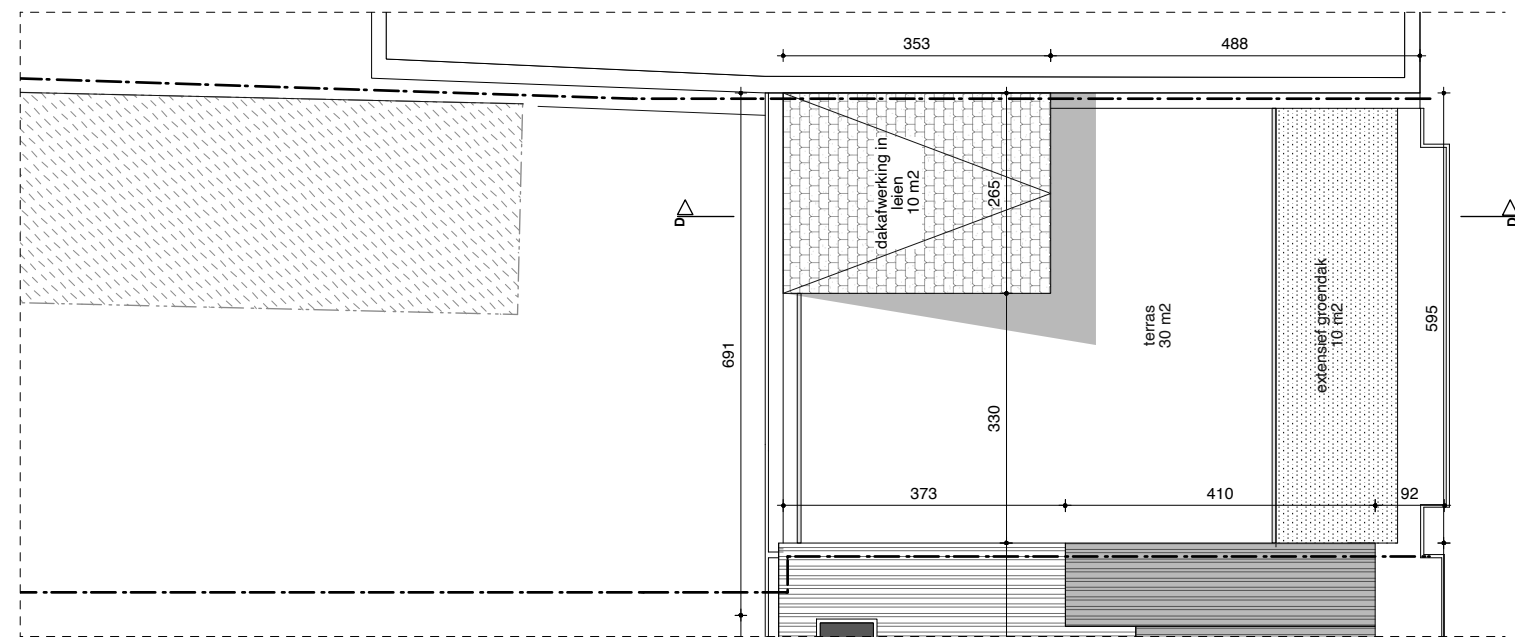 353
488
dakafwerking in
leien
10 m2
265
D
D
691
terras
30 m2
extensief groendak
10 m2
595
330
373
410
92